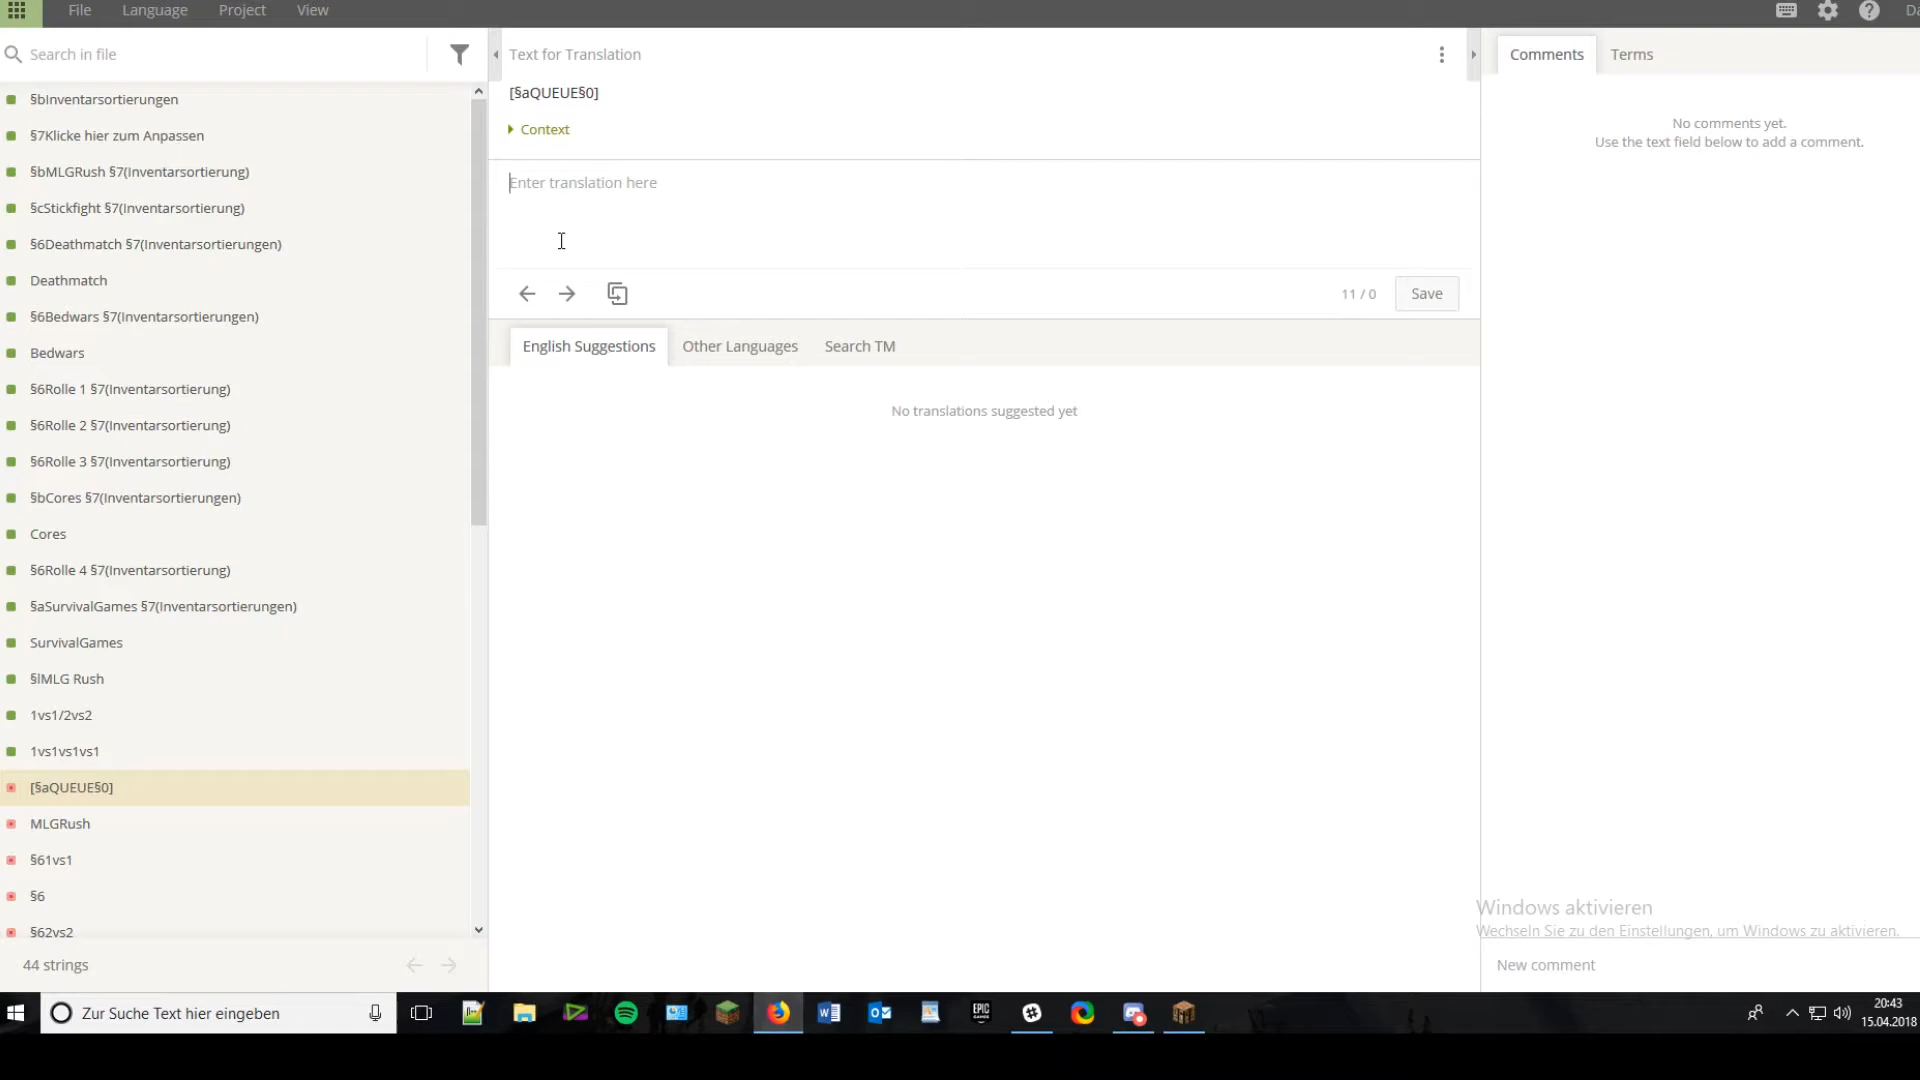 File Language Project View
Da
Search in file
§bInventarsortierungen
§7Klicke hier zum Anpassen
§bMLGRush §7(Inventarsortierung)
§cStickfight §7(Inventarsortierung)
§6Deathmatch §7(Inventarsortierungen)
Deathmatch
§6Bedwars §7(Inventarsortierungen)
Bedwars
§6Rolle 1 §7(Inventarsortierung)
§6Rolle 2 §7(Inventarsortierung)
§6Rolle 3 §7(Inventarsortierung)
§bCores §7(Inventarsortierungen)
Cores
§6Rolle 4 §7(Inventarsortierung)
§aSurvivalGames §7(Inventarsortierungen)
SurvivalGames
§lMLG Rush
1vs1/2vs2
1vs1vs1vs1
[§aQUEUE§0]
MLGRush
§61vs1
§6
§62vs2
44 strings
Text for Translation
[§aQUEUE§0]
Context
Enter translation here
11 / 0
Save
English Suggestions Other Languages Search TM
No translations suggested yet
Comments Terms
No comments yet.
Use the text field below to add a comment.
Windows aktivieren
Wechseln Sie zu den Einstellungen, um Windows zu aktivieren.
New comment
Zur Suche Text hier eingeben
EPIC
GAMES
20:43
15.04.2018